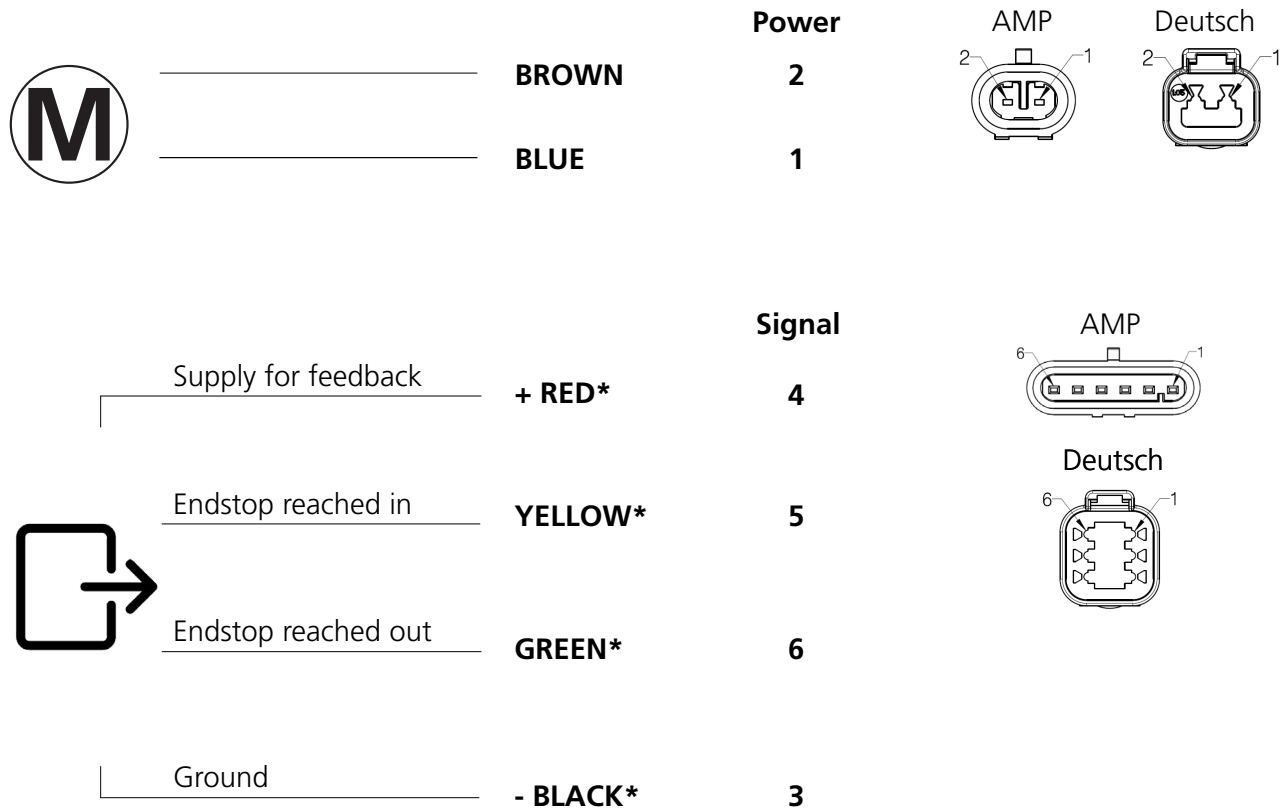 Power AMP Deutsch
M
BROWN 2
2 1
2 1
BLUE 1
Signal AMP
Supply for feedback + RED* 4
6 1
Deutsch
Endstop reached in YELLOW* 5
6 1
Endstop reached out GREEN* 6
Ground - BLACK* 3